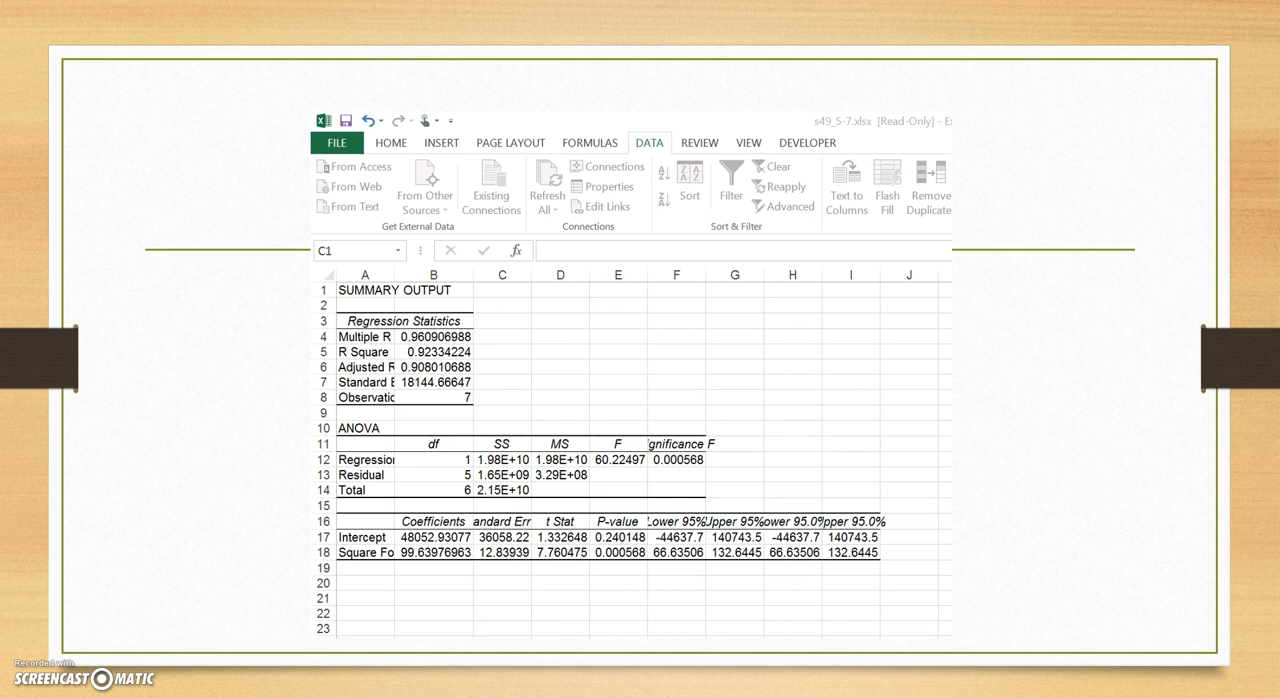 s49_5-7.xlsx [Read-Only] - E
FILE HOME INSERT PAGE LAYOUT FORMULAS DATA REVIEW VIEW DEVELOPER
From Access
From Web
From Text
From Other
Sources
Existing
Connections
Get External Data
Refresh
All
Connections
Properties
Edit Links
Connections
Sort
Filter
Clear
Reapply
Advanced
Sort & Filter
Text to
Columns
Flash
Fill
Remove
Duplicate
C1 fx
A B C D E F G H I J
1 SUMMARY OUTPUT
2
3 Regression Statistics
4 Multiple R 0.960906988
5 R Square 0.92334224
6 Adjusted R 0.908010688
7 Standard E 18144.66647
8 Observatic 7
9
10 ANOVA
11 df SS MS F gnificance F
12 Regression 1 1.98E+10 1.98E+10 60.22497 0.000568
13 Residual 5 1.65E+09 3.29E+08
14 Total 6 2.15E+10
15
16 Coefficients andard Err t Stat P-value Lower 95% Upper 95% ower 95.0% pper 95.0%
17 Intercept 48052.93077 36058.22 1.332648 0.240148 -44637.7 140743.5 -44637.7 140743.5
18 Square Fo 99.63976963 12.83939 7.760475 0.000568 66.63506 132.6445 66.63506 132.6445
19
20
21
22
23
Recorded with
SCREENCAST MATIC